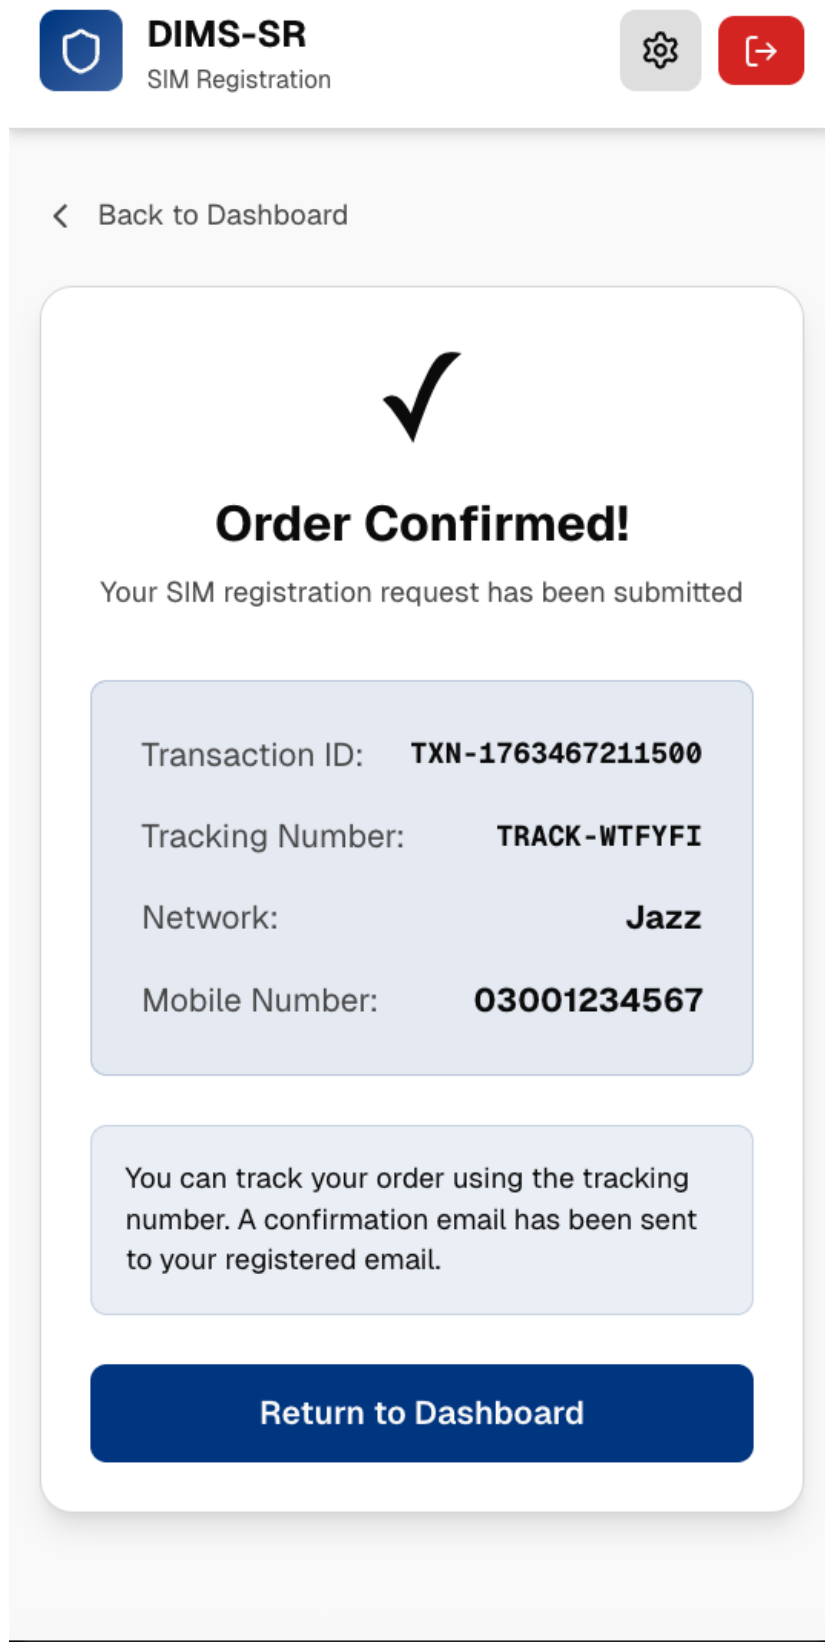 DIMS-SR
SIM Registration
Back to Dashboard
Order Confirmed!
Your SIM registration request has been submitted
Transaction ID: TXN-1763467211500
Tracking Number: TRACK-WTFYFI
Network: Jazz
Mobile Number: 03001234567
You can track your order using the tracking
number. A confirmation email has been sent
to your registered email.
Return to Dashboard